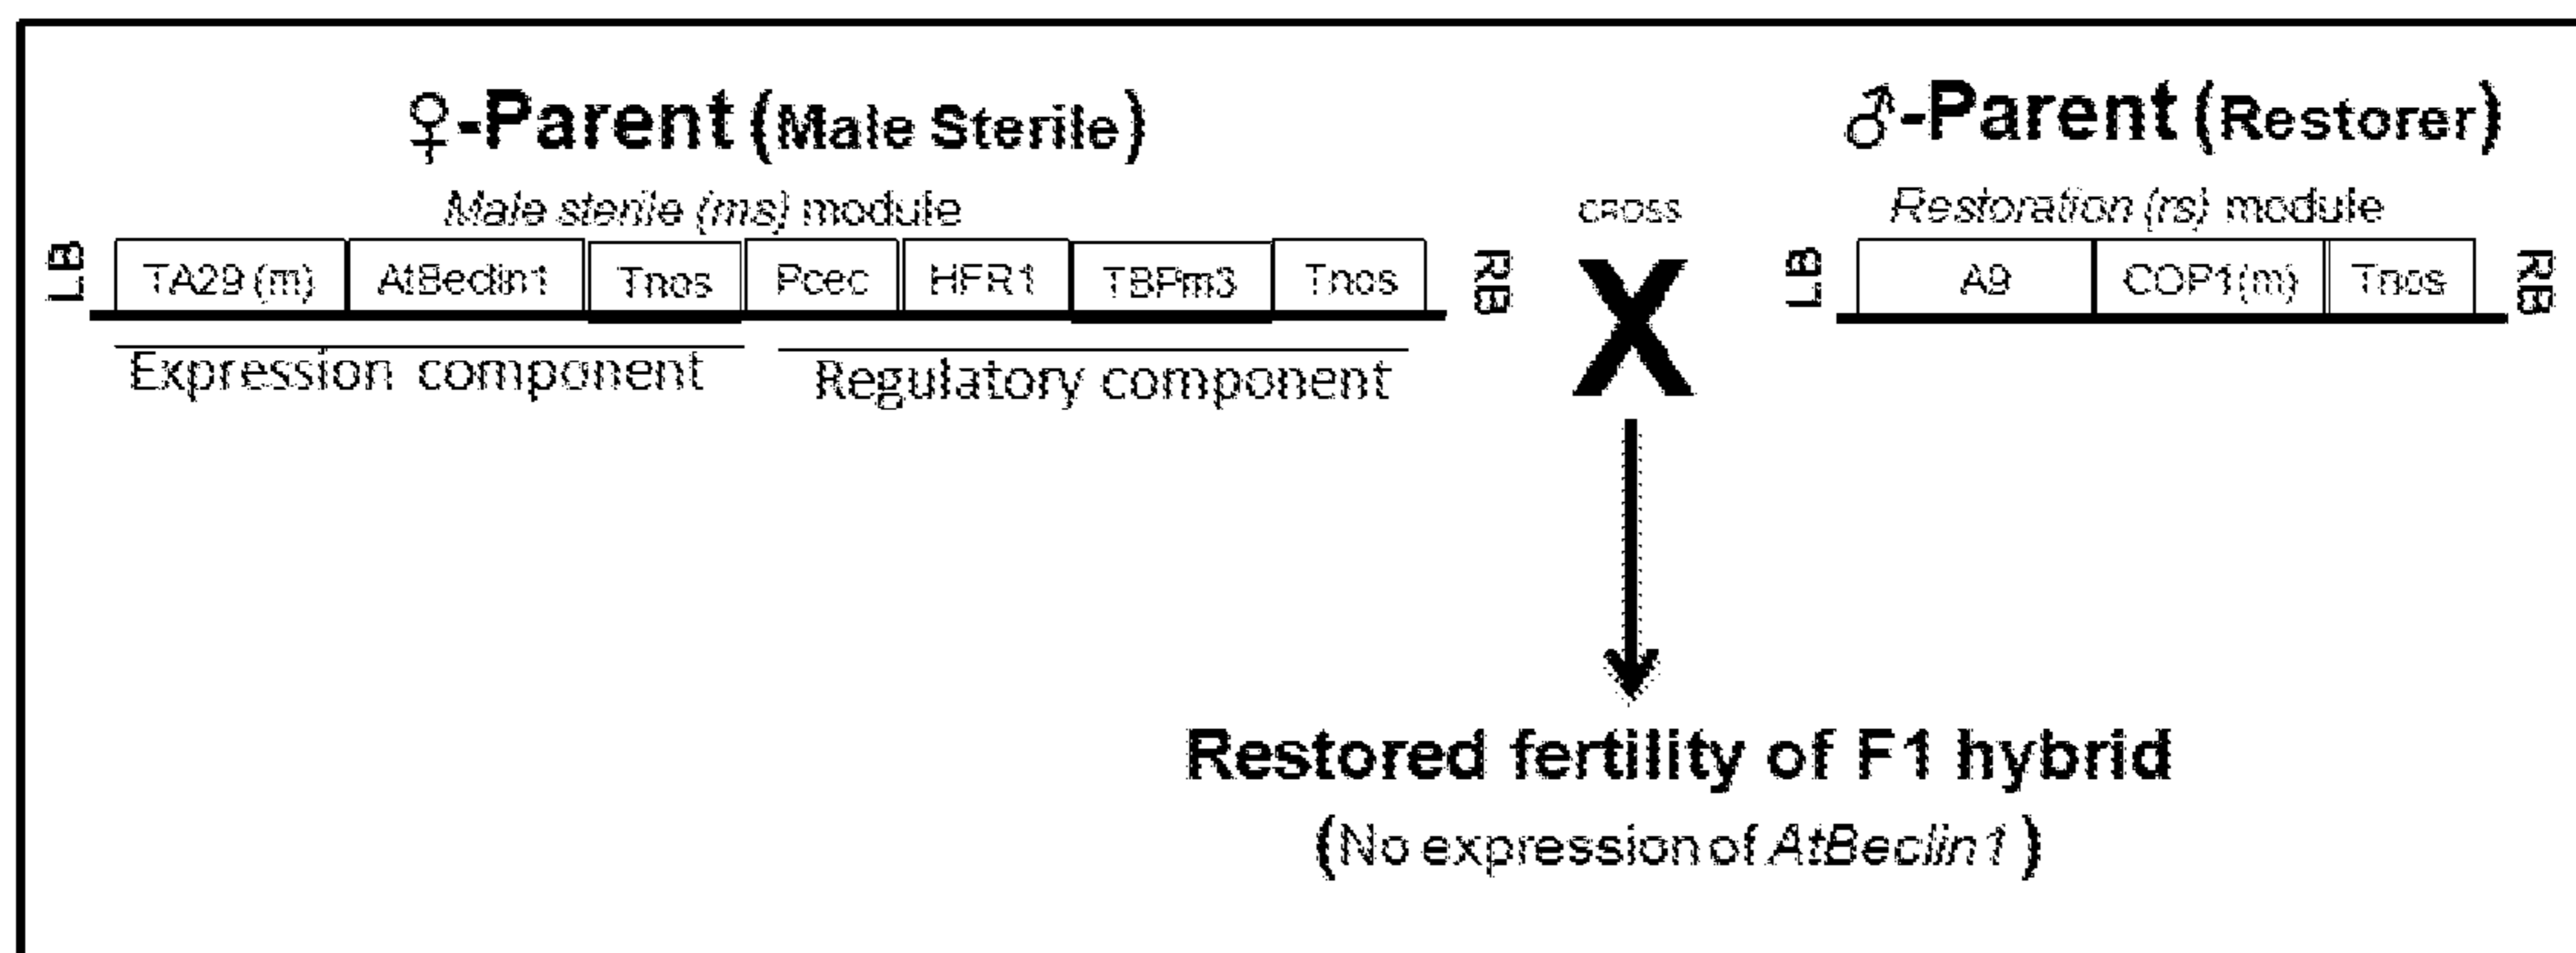 ♀-Parent (Male Sterile)
♂-Parent (Restorer)
Male sterile (ms) module
CROSS
Restoration (rs) module
LB TA29 (m) AtBeclin1 Tnos Pcec HFR1 TBPm3 Tnos RB
X
LB A9 COP1(m) Tnos RB
Expression component
Regulatory component
Restored fertility of F1 hybrid
(No expression of AtBeclin1)